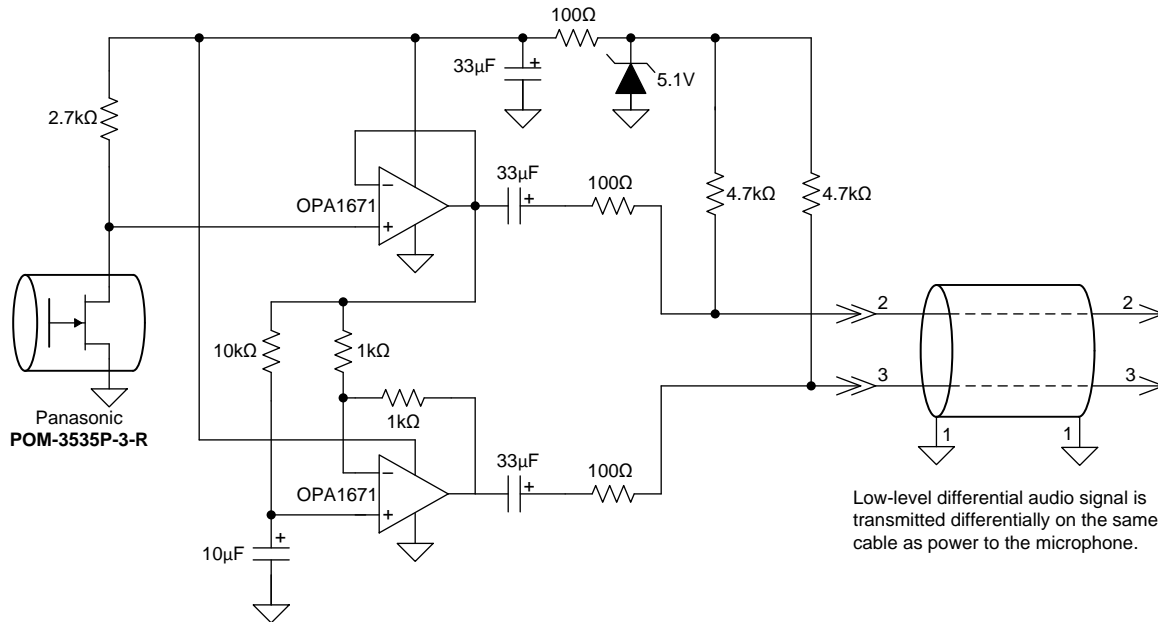 100Ω
33µF
+
5.1V
2.7kΩ
−
+
OPA1671
33µF
+
100Ω
4.7kΩ
4.7kΩ
2
2
10kΩ
1kΩ
1kΩ
3
3
Panasonic
POM-3535P-3-R
1
1
−
+
OPA1671
33µF
+
100Ω
10µF
+
Low-level differential audio signal is
transmitted differentially on the same
cable as power to the microphone.